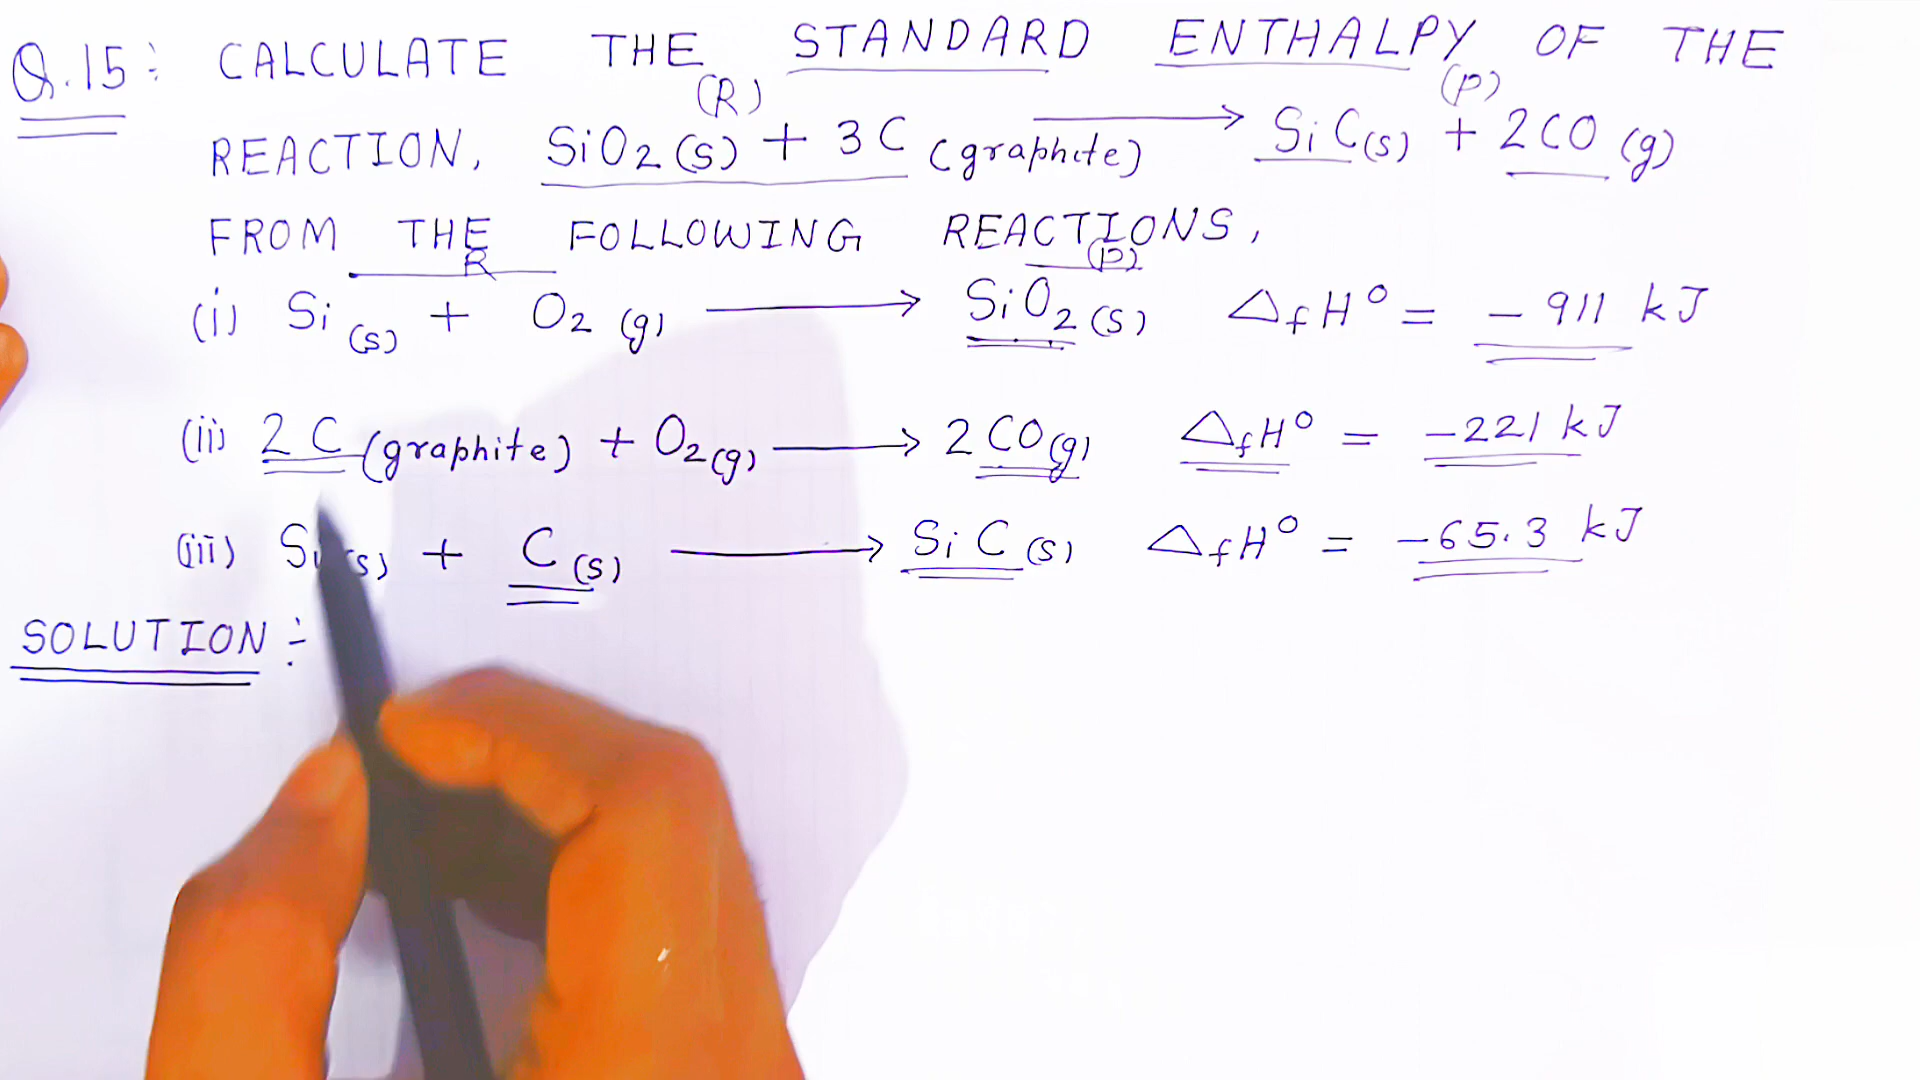 Q.15: CALCULATE THE STANDARD ENTHALPY OF THE
(R) (P)
REACTION, SiO2(s) + 3C (graphite) ⟶ SiC(s) + 2CO (g)
FROM THE FOLLOWING REACTIONS,
R (P)
(i) Si (s) + O2 (g) ⟶ SiO2(s) ΔfH° = -911 kJ
(ii) 2C (graphite) + O2(g) ⟶ 2CO(g) ΔfH° = -221 kJ
(iii) (s) + C(s) ⟶ SiC(s) ΔfH° = -65.3 kJ
SOLUTION :-